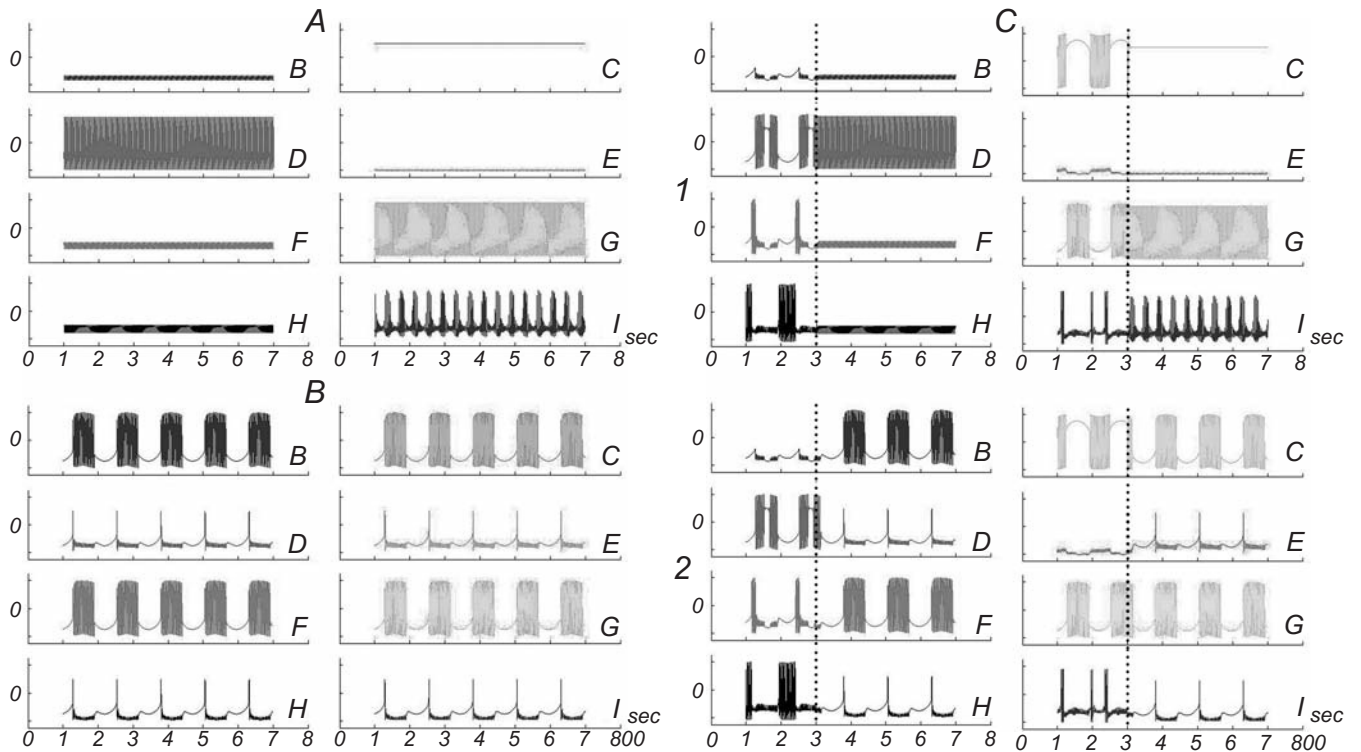 A C
0 B C 0 B C
0 D E 0 D E
1
0 F G 0 F G
0 H I sec 0 H I sec
0 1 2 3 4 5 6 7 8 0 1 2 3 4 5 6 7 8 0 1 2 3 4 5 6 7 8 0 1 2 3 4 5 6 7 8
B
0 B C 0 B C
0 D E 0 D E
2
0 F G 0 F G
0 H I sec 0 H I sec
0 1 2 3 4 5 6 7 8 0 1 2 3 4 5 6 7 800 0 1 2 3 4 5 6 7 8 0 1 2 3 4 5 6 7 800